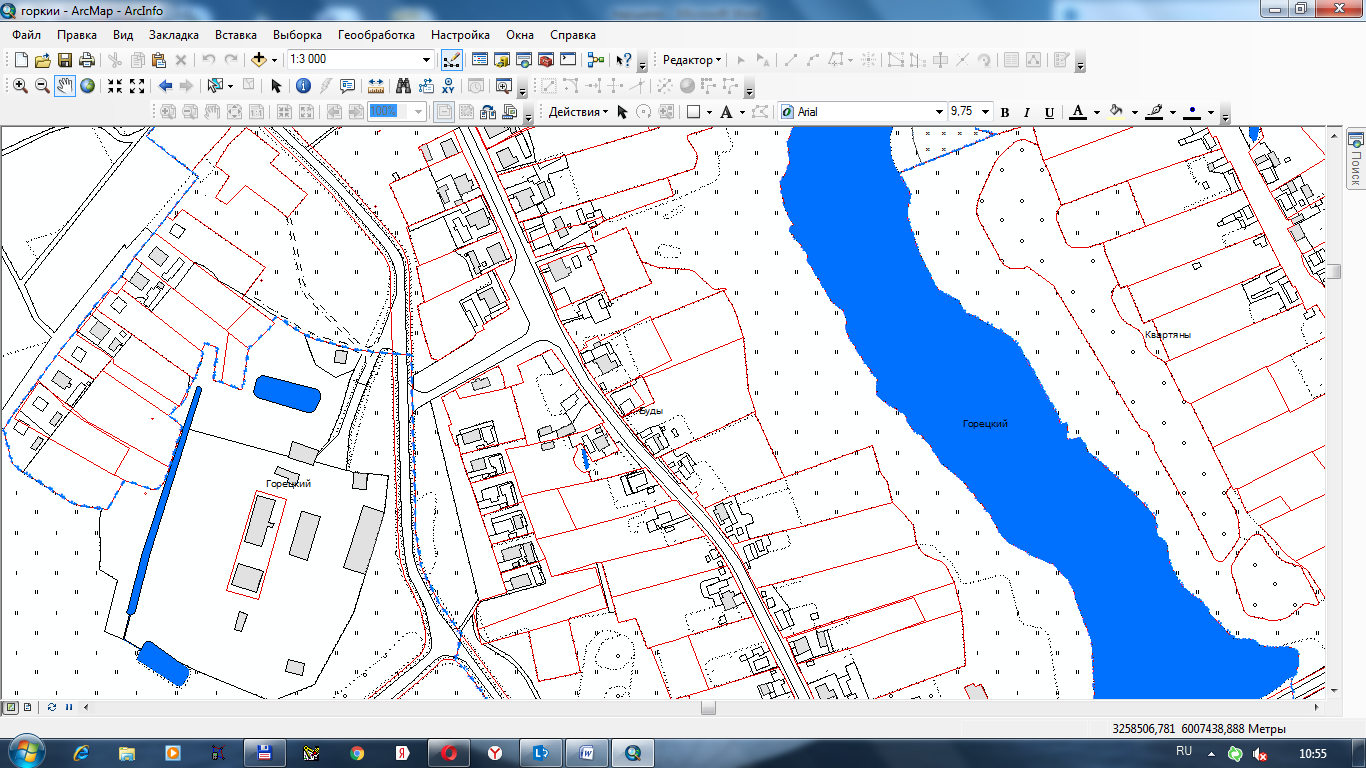 горкии - ArcMap - ArcInfo
Файл Правка Вид Закладка Вставка Выборка Геообработка Настройка Окна Справка
1:3 000 Редактор
100% Действия Arial 9,75 B I U A
Поиск
Квартяны
Буды
Горецкий
Горецкий
3258506,781 6007438,888 Метры
RU 10:55